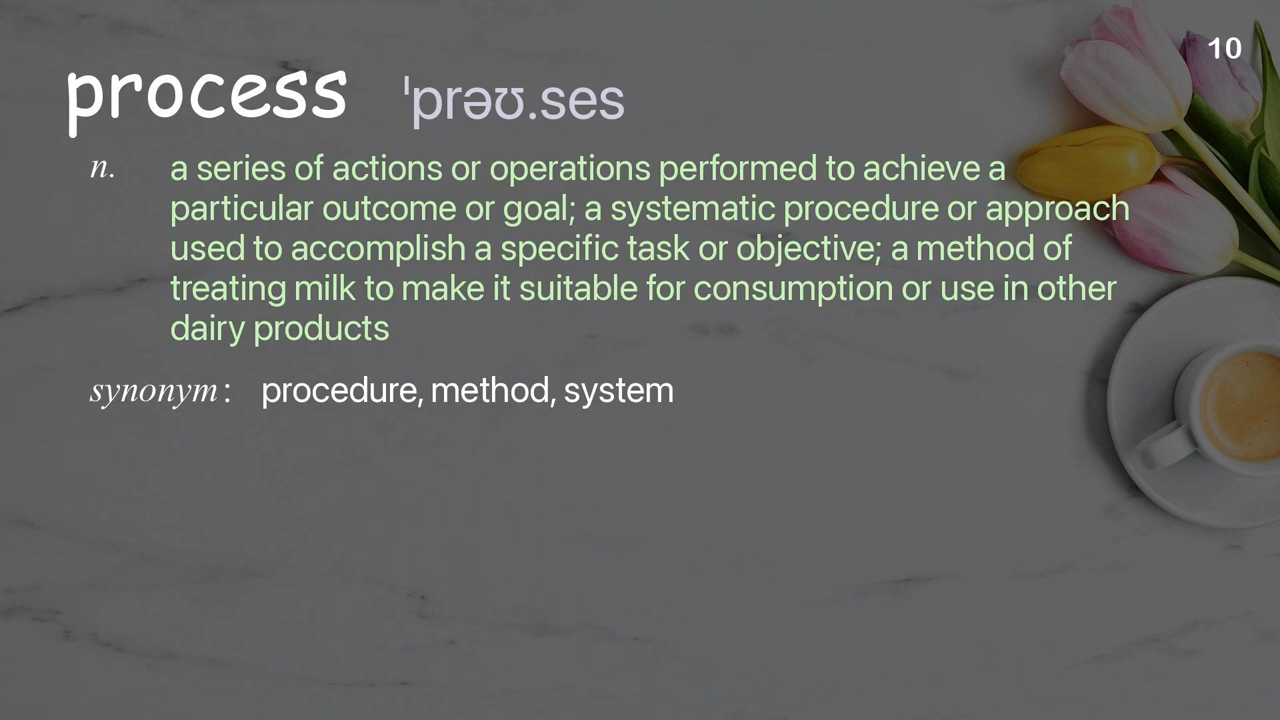 10
process ˈprəʊ.ses
n. a series of actions or operations performed to achieve a
particular outcome or goal; a systematic procedure or approach
used to accomplish a specific task or objective; a method of
treating milk to make it suitable for consumption or use in other
dairy products
synonym: procedure, method, system